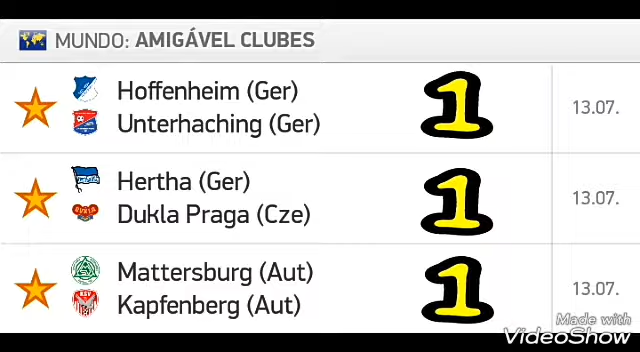 MUNDO: AMIGÁVEL CLUBES
Hoffenheim (Ger)
Unterhaching (Ger)
1
13.07.
Hertha (Ger)
Dukla Praga (Cze)
1
13.07.
Mattersburg (Aut)
Kapfenberg (Aut)
1
13.07.
Made with
VideoShow